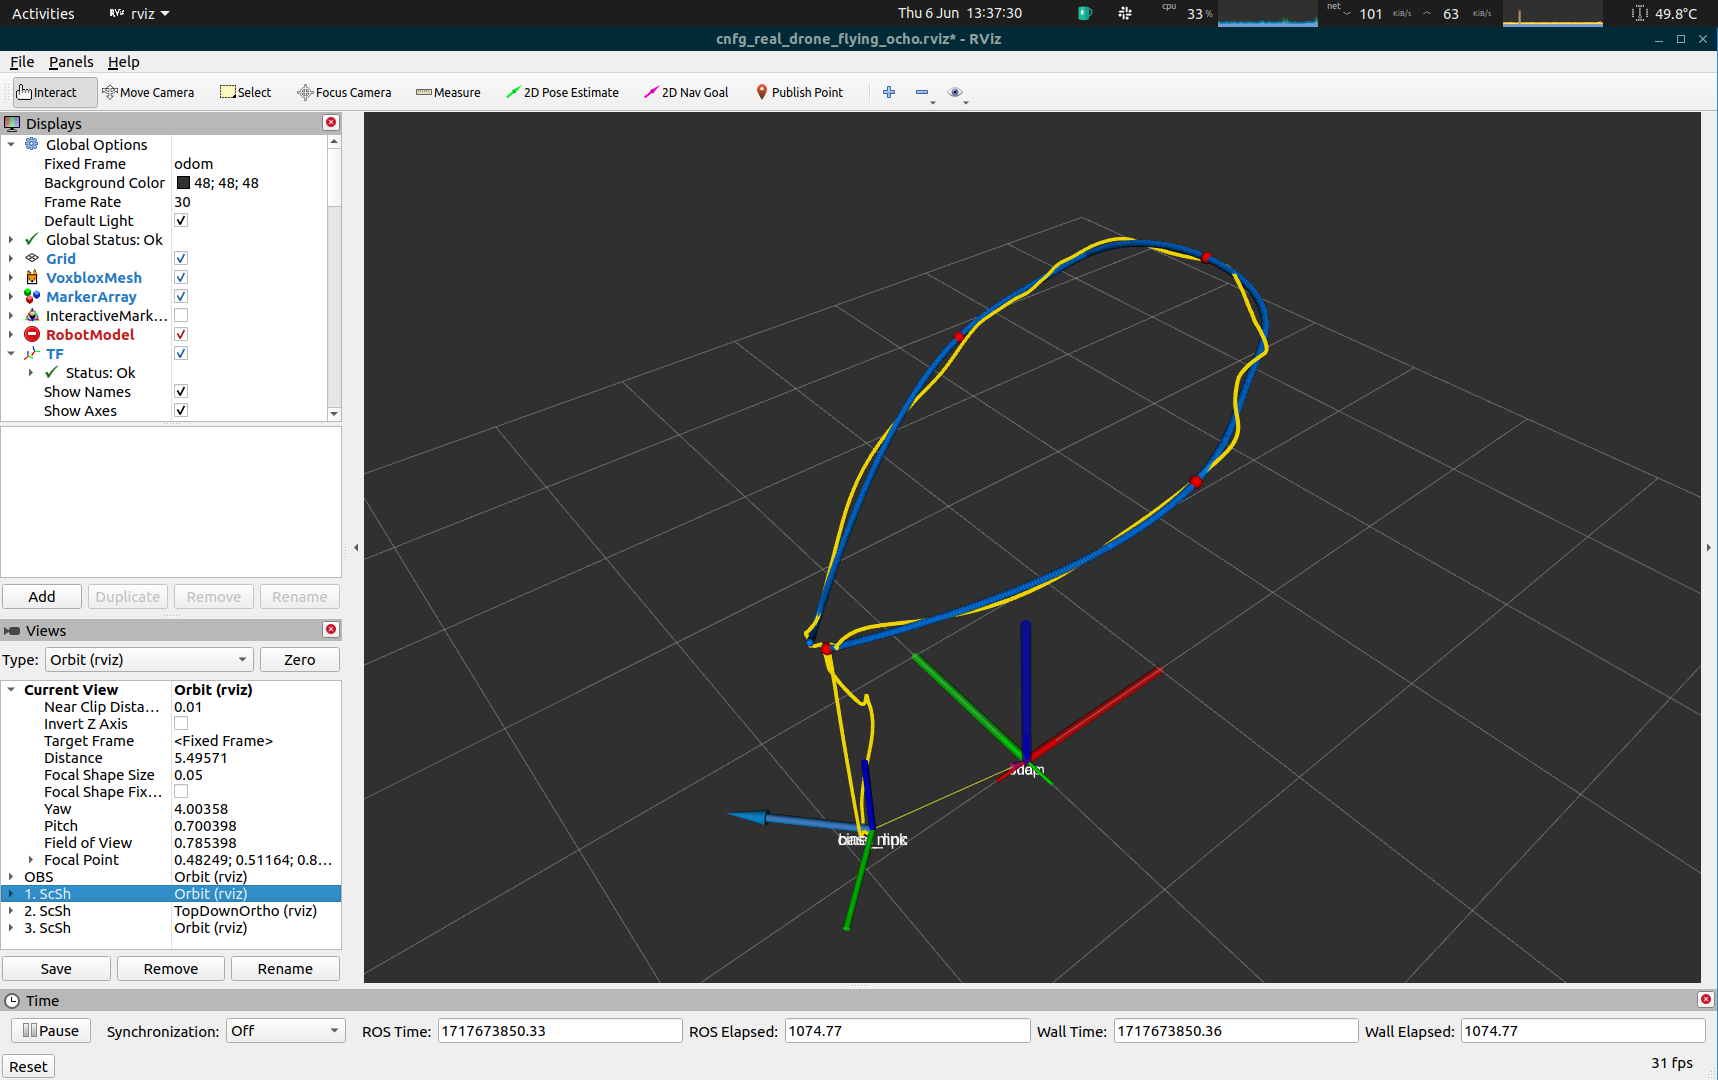 Activities rviz Thu 6 Jun 13:37:30 cpu 33 % net 101 KiB/s 63 KiB/s 49.8°C
cnfg_real_drone_flying_ocho.rviz* - RViz
File Panels Help
Interact Move Camera Select Focus Camera Measure 2D Pose Estimate 2D Nav Goal Publish Point
Displays
Global Options
Fixed Frame odom
Background Color 48; 48; 48
Frame Rate 30
Default Light
Global Status: Ok
Grid
VoxbloxMesh
MarkerArray
InteractiveMark...
RobotModel
TF
Status: Ok
Show Names
Show Axes
Add Duplicate Remove Rename
Views
Type: Orbit (rviz) Zero
Current View Orbit (rviz)
Near Clip Dista... 0.01
Invert Z Axis
Target Frame <Fixed Frame>
Distance 5.49571
Focal Shape Size 0.05
Focal Shape Fix...
Yaw 4.00358
Pitch 0.700398
Field of View 0.785398
Focal Point 0.48249; 0.51164; 0.8...
OBS Orbit (rviz)
1. ScSh Orbit (rviz)
2. ScSh TopDownOrtho (rviz)
3. ScSh Orbit (rviz)
Save Remove Rename
Time
Pause Synchronization: Off ROS Time: 1717673850.33 ROS Elapsed: 1074.77 Wall Time: 1717673850.36 Wall Elapsed: 1074.77
Reset 31 fps